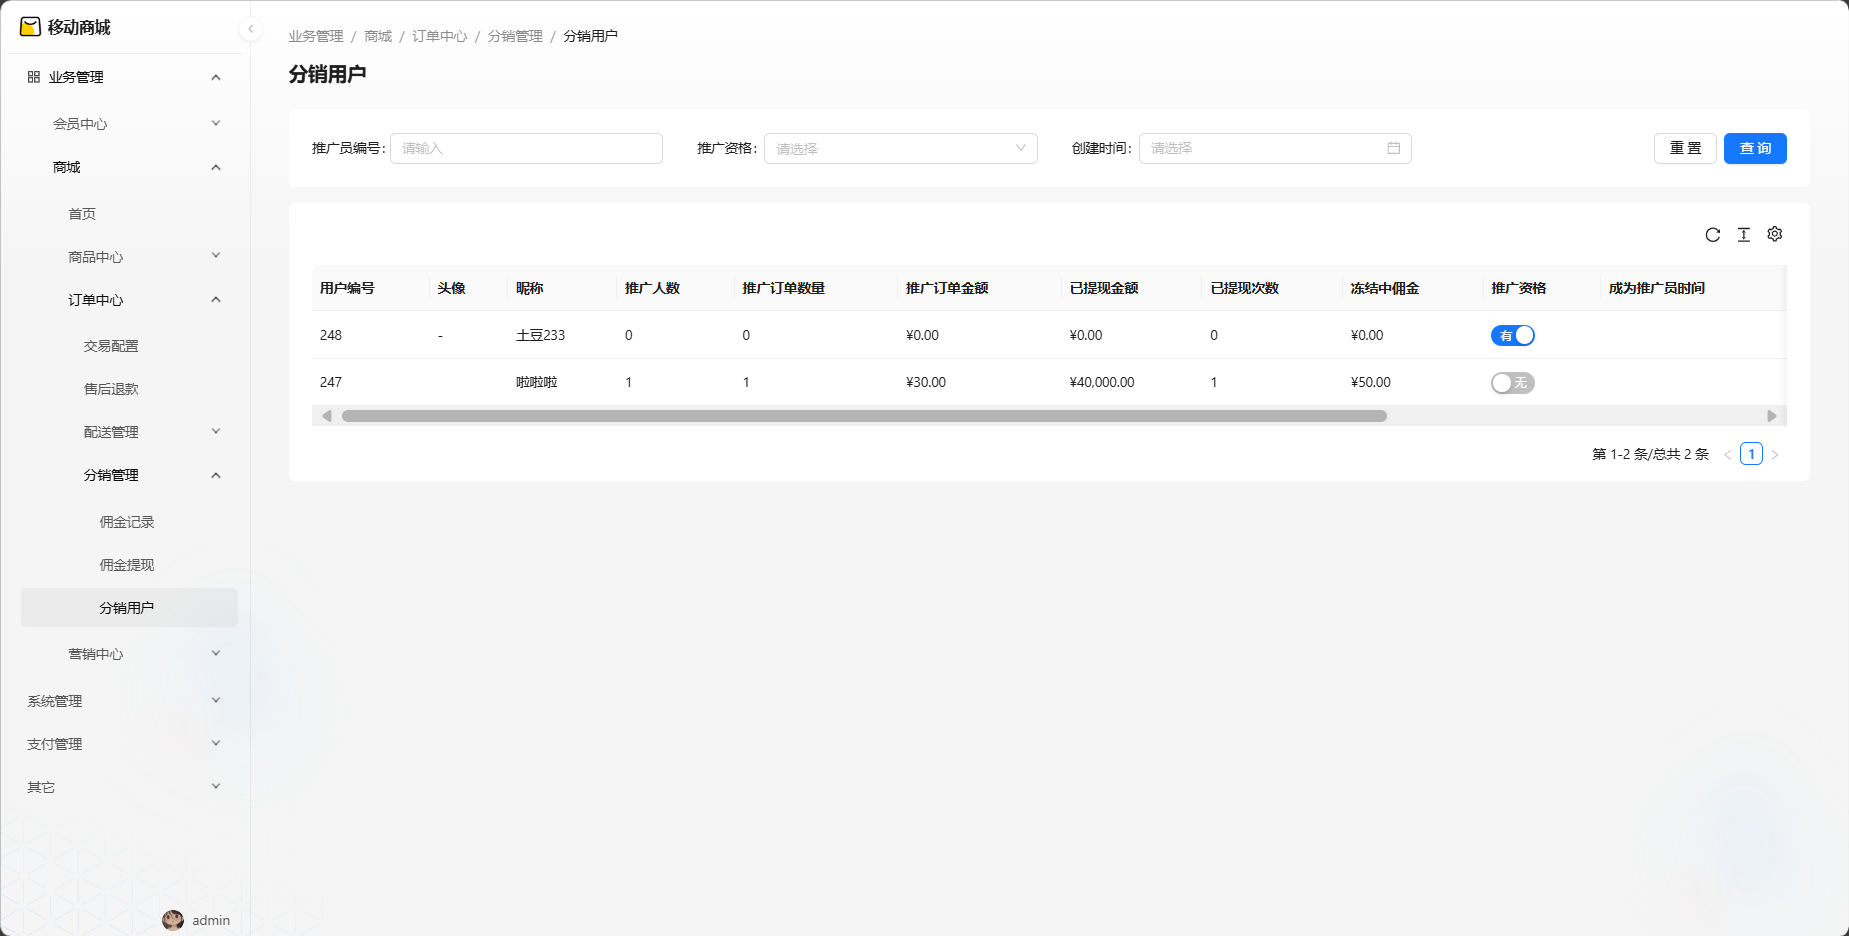 移动商城
业务管理
会员中心
商城
首页
商品中心
订单中心
交易配置
售后退款
配送管理
分销管理
佣金记录
佣金提现
分销用户
营销中心
系统管理
支付管理
其它
admin
业务管理 / 商城 / 订单中心 / 分销管理 / 分销用户
分销用户
推广员编号: 请输入 推广资格: 请选择 创建时间: 请选择 重 置 查 询
用户编号 头像 昵称 推广人数 推广订单数量 推广订单金额 已提现金额 已提现次数 冻结中佣金 推广资格 成为推广员时间
248 - 土豆233 0 0 ¥0.00 ¥0.00 0 ¥0.00 有
247 啦啦啦 1 1 ¥30.00 ¥40,000.00 1 ¥50.00 无
第 1-2 条/总共 2 条 < 1 >